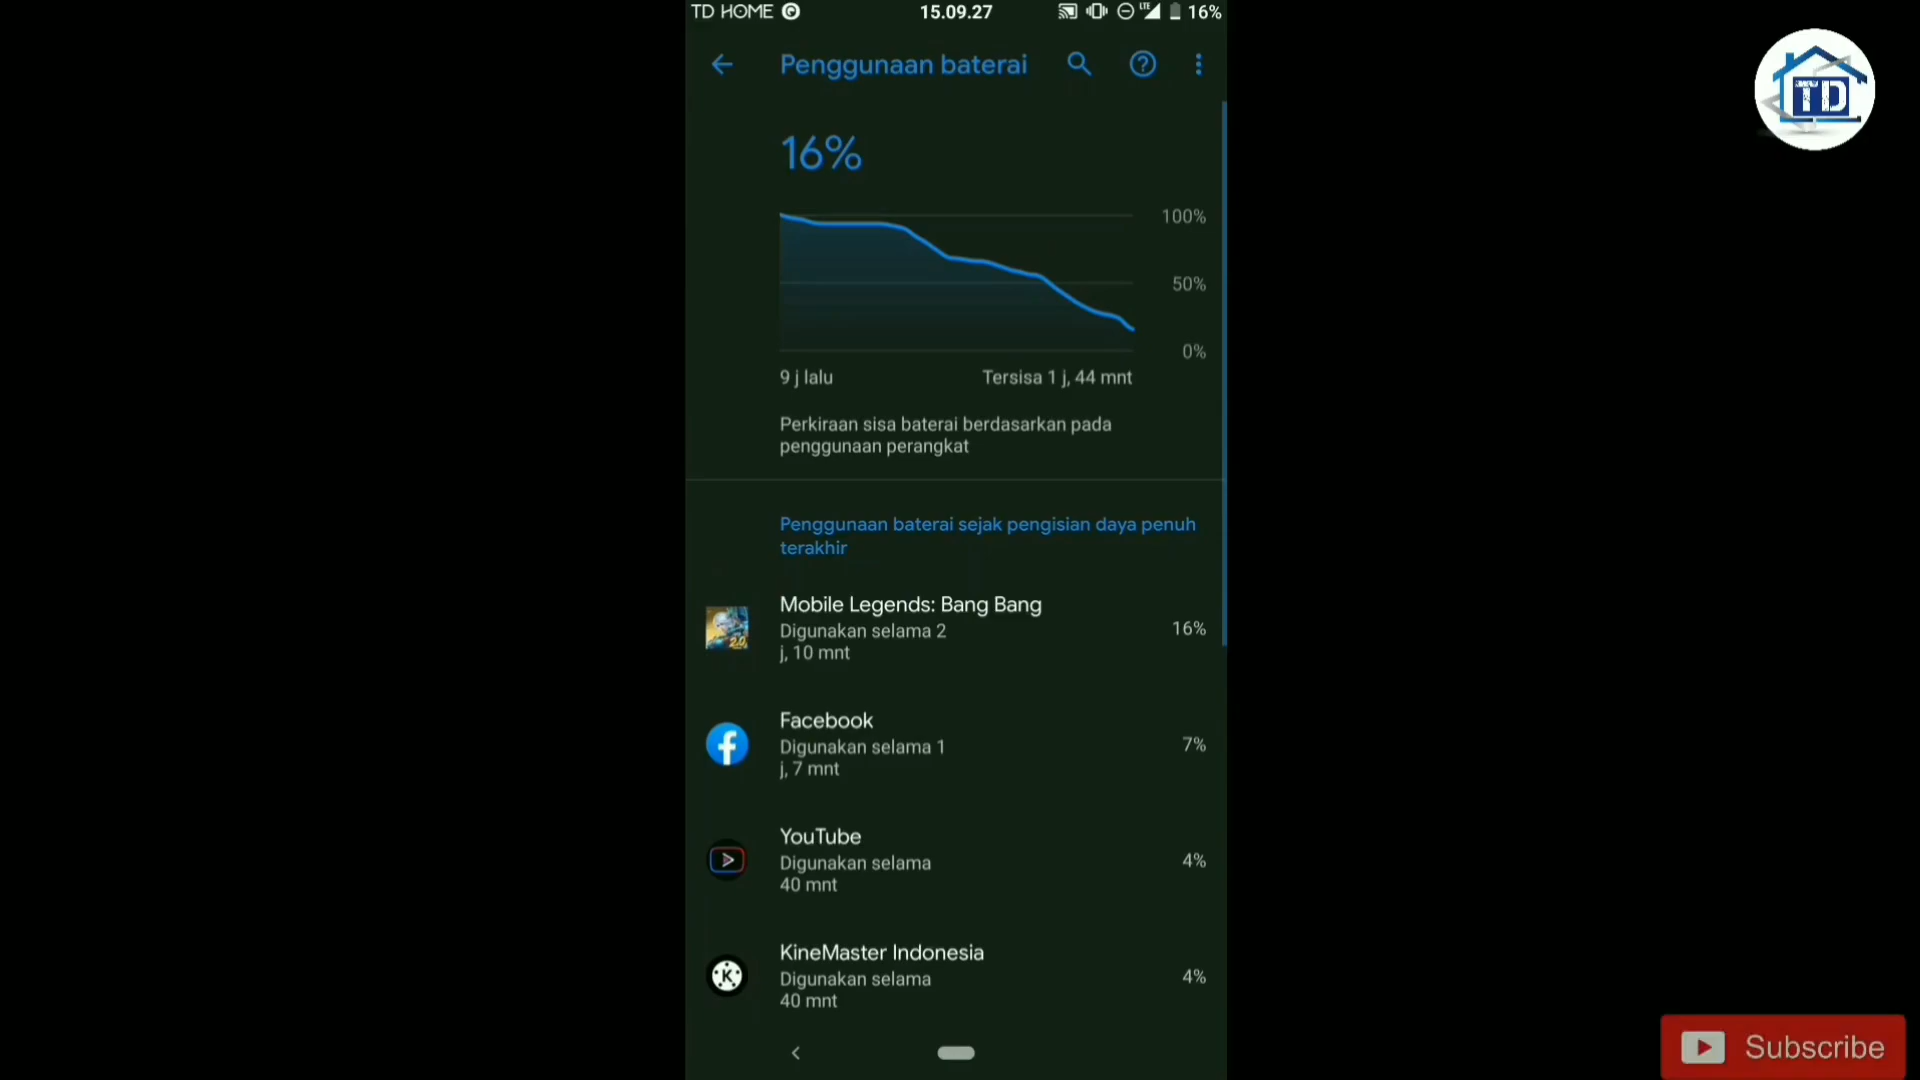 TD HOME
15.09.27
LTE
16%
Penggunaan baterai
TD
16%
100%
50%
0%
9 j lalu
Tersisa 1 j, 44 mnt
Perkiraan sisa baterai berdasarkan pada
penggunaan perangkat
Penggunaan baterai sejak pengisian daya penuh
terakhir
Mobile Legends: Bang Bang
Digunakan selama 2
j, 10 mnt
16%
2.0
Facebook
Digunakan selama 1
j, 7 mnt
7%
YouTube
Digunakan selama
40 mnt
4%
KineMaster Indonesia
Digunakan selama
40 mnt
4%
K
Subscribe